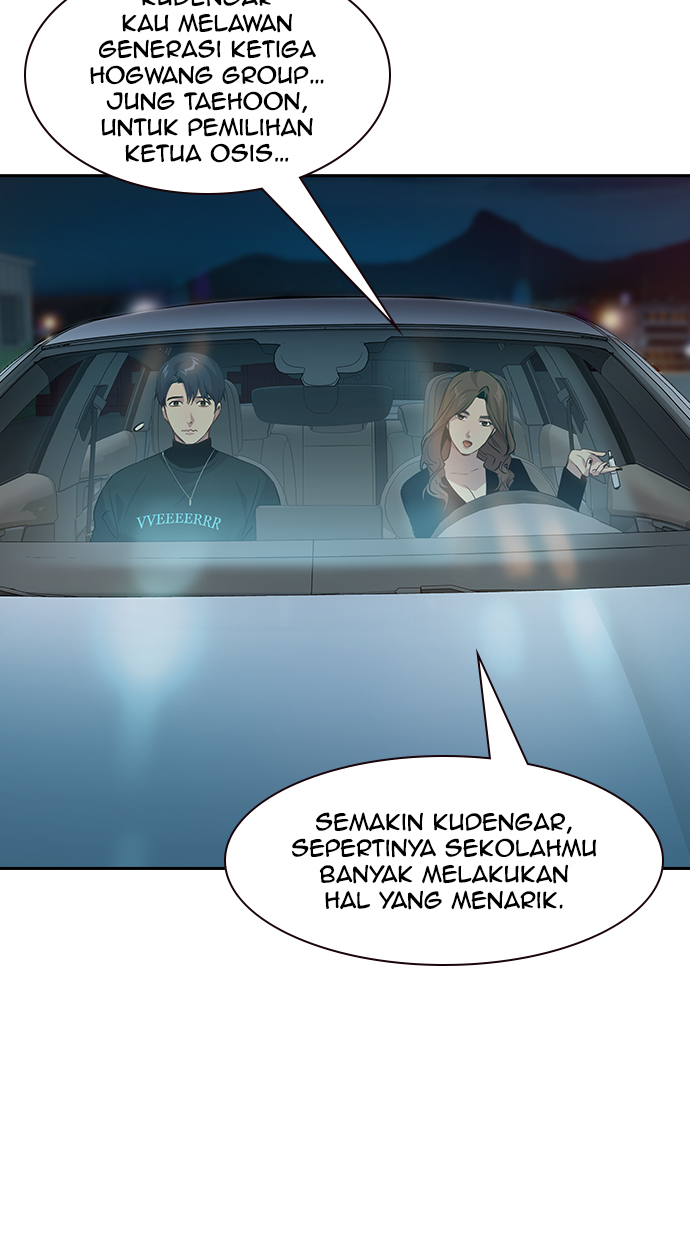 KUDENGAR
KAU MELAWAN
GENERASI KETIGA
HOGWANG GROUP...
JUNG TAEHOON,
UNTUK PEMILIHAN
KETUA OSIS...
VVEEEERRR
SEMAKIN KUDENGAR,
SEPERTINYA SEKOLAHMU
BANYAK MELAKUKAN
HAL YANG MENARIK.